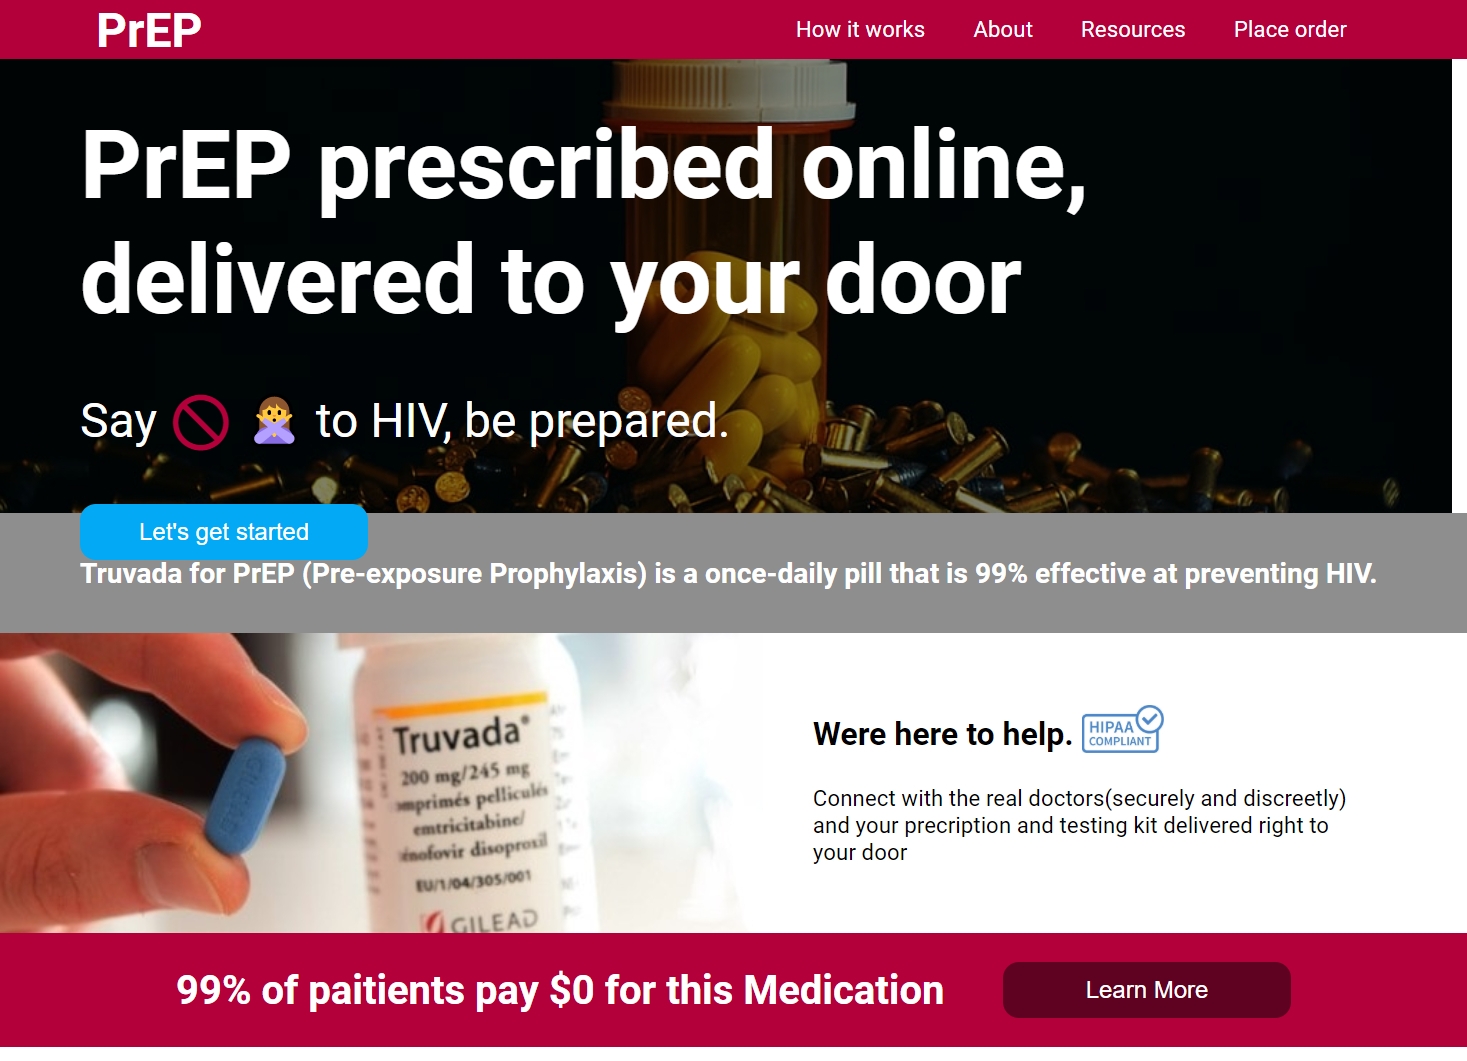 PrEP
How it works About Resources Place order
PrEP prescribed online,
delivered to your door
Say 🚫 🙅 to HIV, be prepared.
Let's get started
Truvada for PrEP (Pre-exposure Prophylaxis) is a once-daily pill that is 99% effective at preventing HIV.
GILEAD
Truvada®
200 mg/245 mg
omprimés pelliculés
emtricitabine/
énofovir disoproxil
EU/1/04/305/001
GILEAD
Were here to help.
HIPAA
COMPLIANT
Connect with the real doctors(securely and discreetly)
and your precription and testing kit delivered right to
your door
99% of paitients pay $0 for this Medication
Learn More